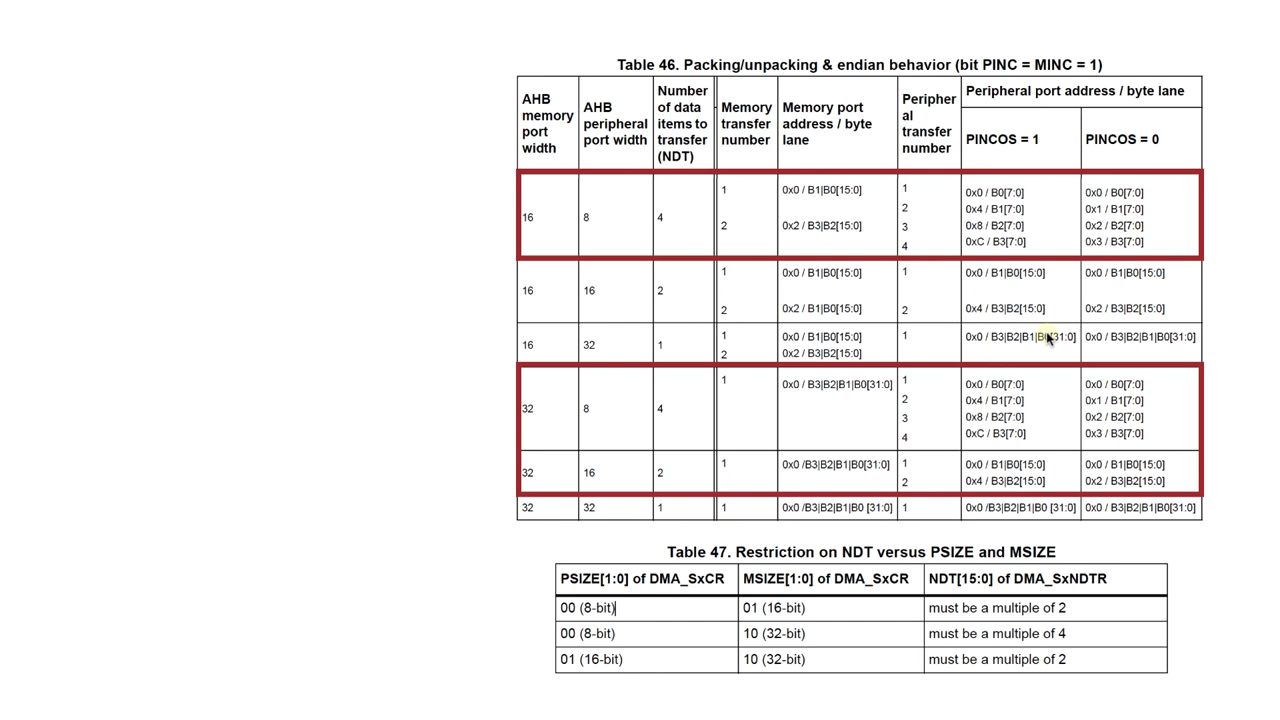 Table 46. Packing/unpacking & endian behavior (bit PINC = MINC = 1)
AHB memory port width | AHB peripheral port width | Number of data items to transfer (NDT) | Memory transfer number | Memory port address / byte lane | Peripher al transfer number | Peripheral port address / byte lane
PINCOS = 1 | PINCOS = 0
16 | 8 | 4 | 1 | 0x0 / B1|B0[15:0] | 1 | 0x0 / B0[7:0] | 0x0 / B0[7:0]
2 | 0x4 / B1[7:0] | 0x1 / B1[7:0]
2 | 0x2 / B3|B2[15:0] | 3 | 0x8 / B2[7:0] | 0x2 / B2[7:0]
4 | 0xC / B3[7:0] | 0x3 / B3[7:0]
16 | 16 | 2 | 1 | 0x0 / B1|B0[15:0] | 1 | 0x0 / B1|B0[15:0] | 0x0 / B1|B0[15:0]
2 | 0x2 / B1|B0[15:0] | 2 | 0x4 / B3|B2[15:0] | 0x2 / B3|B2[15:0]
16 | 32 | 1 | 1 | 0x0 / B1|B0[15:0] | 1 | 0x0 / B3|B2|B1|B0[31:0] | 0x0 / B3|B2|B1|B0[31:0]
2 | 0x2 / B3|B2[15:0]
32 | 8 | 4 | 1 | 0x0 / B3|B2|B1|B0[31:0] | 1 | 0x0 / B0[7:0] | 0x0 / B0[7:0]
2 | 0x4 / B1[7:0] | 0x1 / B1[7:0]
3 | 0x8 / B2[7:0] | 0x2 / B2[7:0]
4 | 0xC / B3[7:0] | 0x3 / B3[7:0]
32 | 16 | 2 | 1 | 0x0 /B3|B2|B1|B0[31:0] | 1 | 0x0 / B1|B0[15:0] | 0x0 / B1|B0[15:0]
2 | 0x4 / B3|B2[15:0] | 0x2 / B3|B2[15:0]
32 | 32 | 1 | 1 | 0x0 /B3|B2|B1|B0 [31:0] | 1 | 0x0 /B3|B2|B1|B0 [31:0] | 0x0 / B3|B2|B1|B0[31:0]
Table 47. Restriction on NDT versus PSIZE and MSIZE
PSIZE[1:0] of DMA_SxCR | MSIZE[1:0] of DMA_SxCR | NDT[15:0] of DMA_SxNDTR
00 (8-bit) | 01 (16-bit) | must be a multiple of 2
00 (8-bit) | 10 (32-bit) | must be a multiple of 4
01 (16-bit) | 10 (32-bit) | must be a multiple of 2